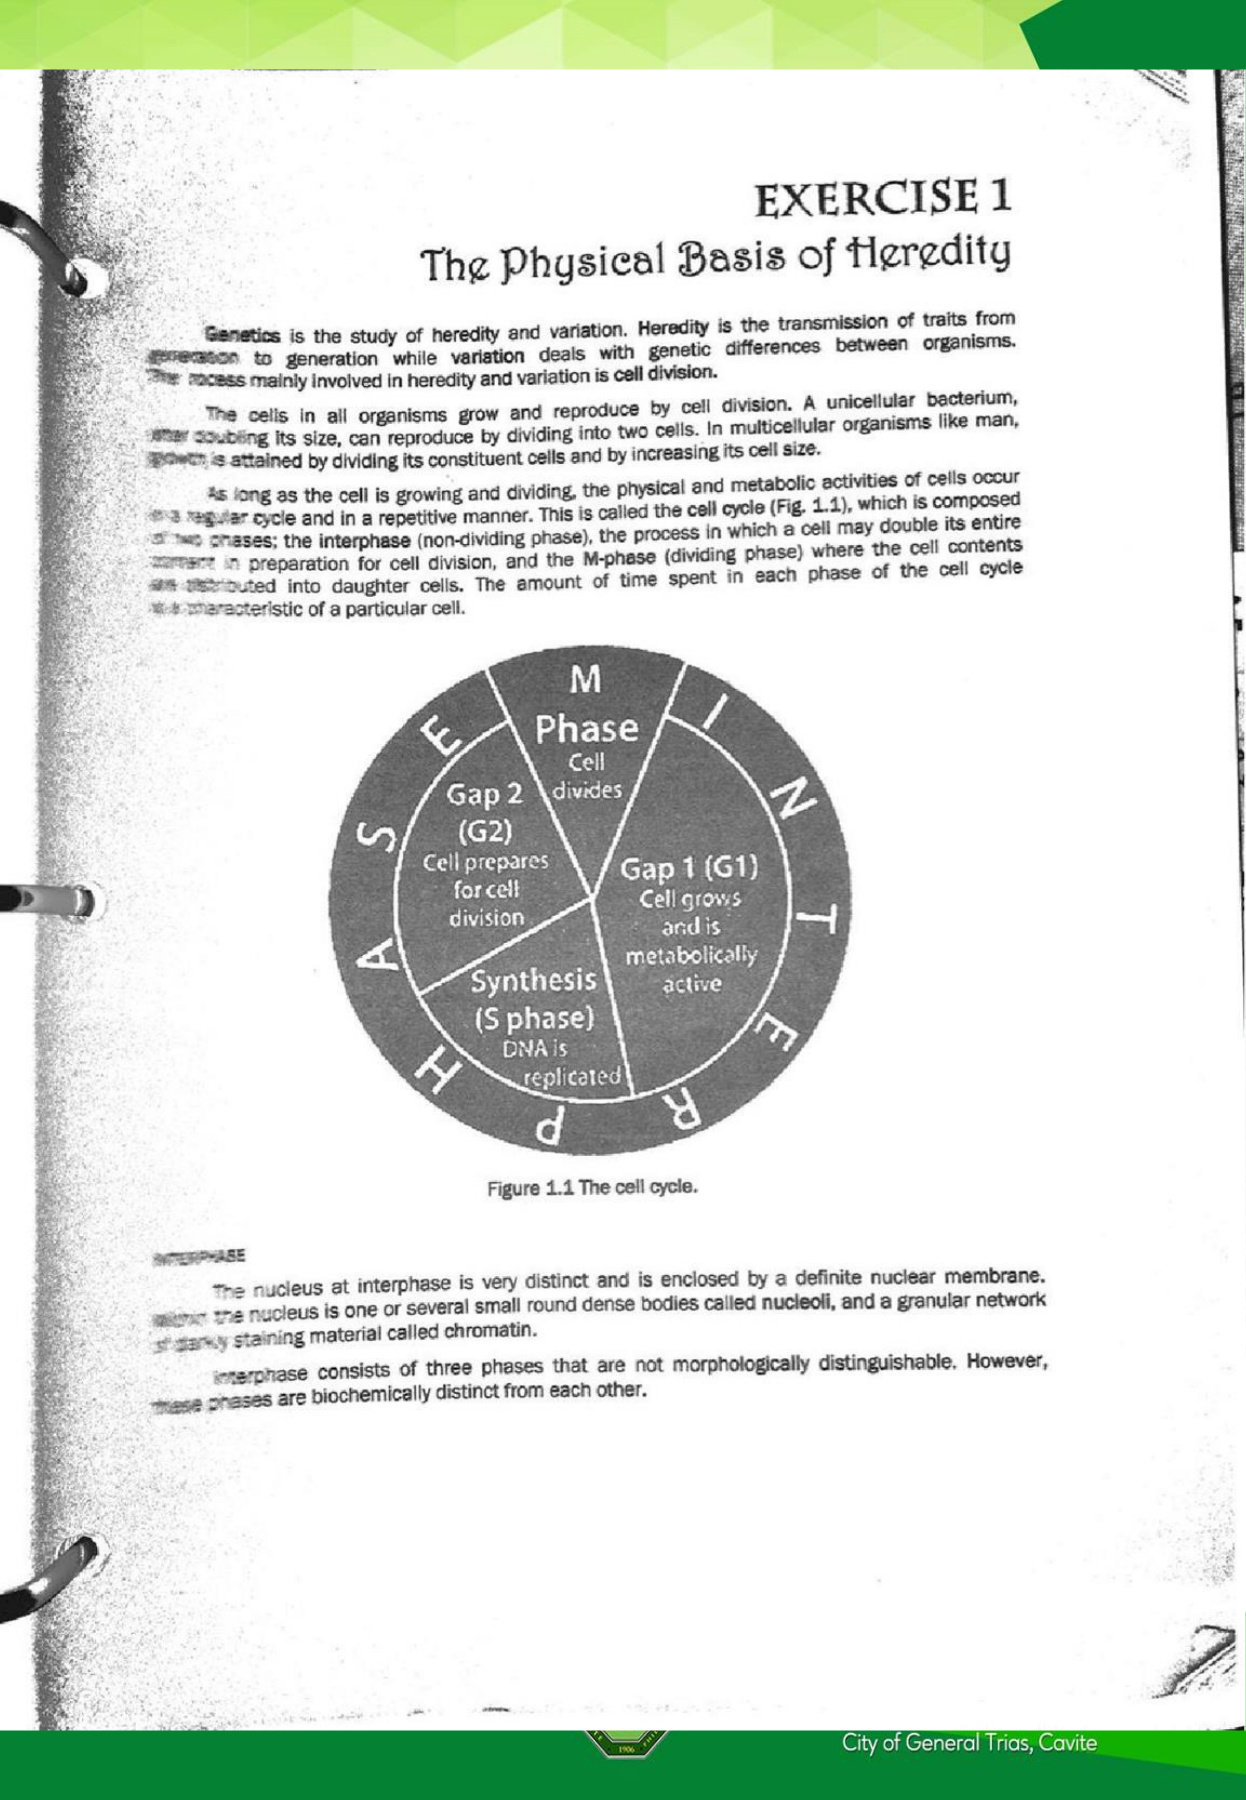 EXERCISE 1
The Physical Basis of Heredity
Genetics is the study of heredity and variation. Heredity is the transmission of traits from
generation to generation while variation deals with genetic differences between organisms.
The process mainly involved in heredity and variation is cell division.
The cells in all organisms grow and reproduce by cell division. A unicellular bacterium,
after doubling its size, can reproduce by dividing into two cells. In multicellular organisms like man,
growth is attained by dividing its constituent cells and by increasing its cell size.
As long as the cell is growing and dividing, the physical and metabolic activities of cells occur
regular cycle and in a repetitive manner. This is called the cell cycle (Fig. 1.1), which is composed
of two phases; the interphase (non-dividing phase), the process in which a cell may double its entire
content in preparation for cell division, and the M-phase (dividing phase) where the cell contents
are distributed into daughter cells. The amount of time spent in each phase of the cell cycle
characteristic of a particular cell.
M
Phase
Cell
divides
INTERPHASE
Gap 2
(G2)
Cell prepares
for cell
division
Gap 1 (G1)
Cell grows
and is
metabolically
active
Synthesis
(S phase)
DNA is
replicated
Figure 1.1 The cell cycle.
INTERPHASE
The nucleus at interphase is very distinct and is enclosed by a definite nuclear membrane.
Within the nucleus is one or several small round dense bodies called nucleoli, and a granular network
of darkly staining material called chromatin.
Interphase consists of three phases that are not morphologically distinguishable. However,
these phases are biochemically distinct from each other.
1906
City of General Trias, Cavite